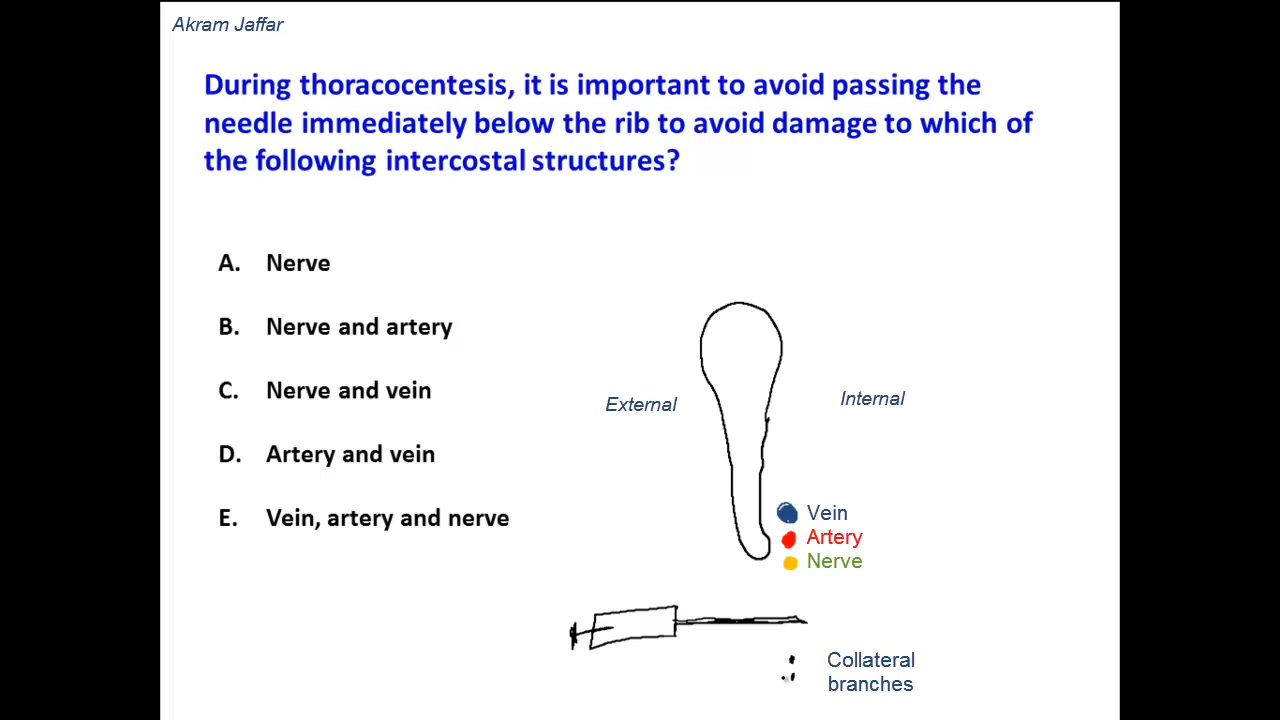 Akram Jaffar
During thoracocentesis, it is important to avoid passing the
needle immediately below the rib to avoid damage to which of
the following intercostal structures?
A. Nerve
B. Nerve and artery
C. Nerve and vein
D. Artery and vein
E. Vein, artery and nerve
External
Internal
Vein
Artery
Nerve
Collateral
branches